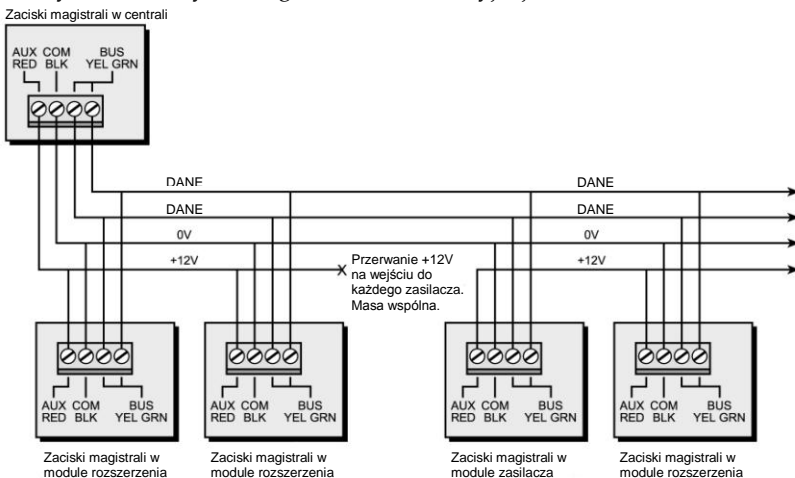 Zaciski magistrali w centrali
AUX COM BUS
RED BLK YEL GRN
DANE DANE
DANE DANE
0V 0V
+12V +12V
Przerwanie +12V
na wejściu do
każdego zasilacza.
Masa wspólna.
AUX COM BUS
RED BLK YEL GRN
AUX COM BUS
RED BLK YEL GRN
AUX COM BUS
RED BLK YEL GRN
AUX COM BUS
RED BLK YEL GRN
Zaciski magistrali w
module rozszerzenia
Zaciski magistrali w
module rozszerzenia
Zaciski magistrali w
module zasilacza
Zaciski magistrali w
module rozszerzenia